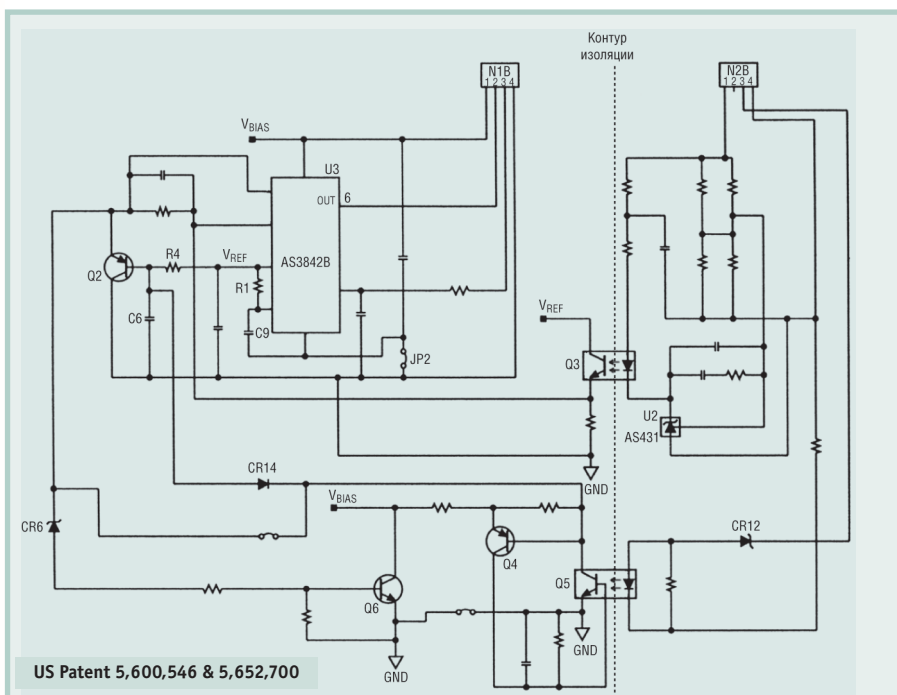 Контур
изоляции
N1B
1 2 3 4
N2B
1 2 3 4
VBIAS
U3
OUT 6
AS3842B
Q2
R4
VREF
R1
C6
C9
JP2
VREF
Q3
U2
AS431
GND
CR14
VBIAS
CR6
CR12
Q4
Q5
Q6
GND
GND
US Patent 5,600,546 & 5,652,700